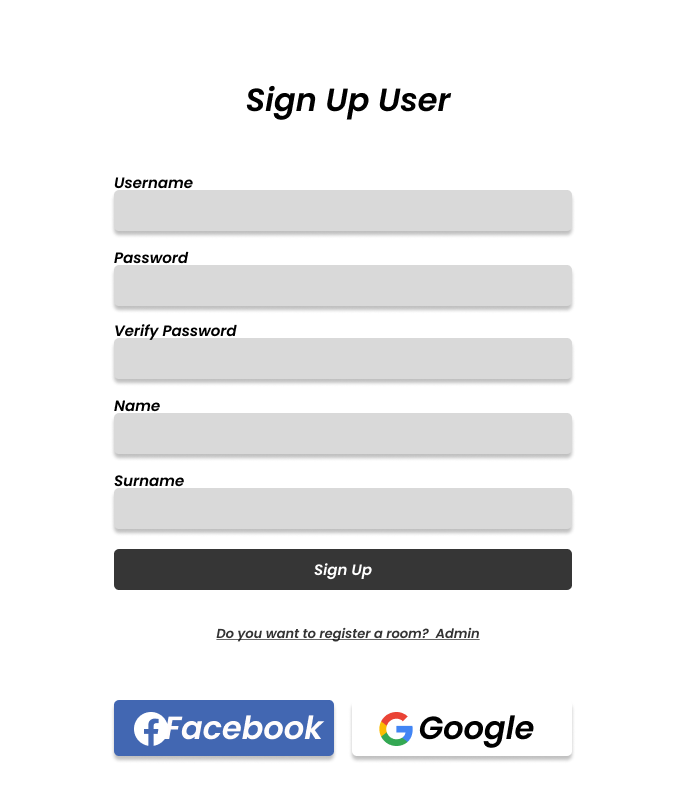 Sign Up User
Username
Password
Verify Password
Name
Surname
Sign Up
Do you want to register a room?  Admin
Facebook
Google